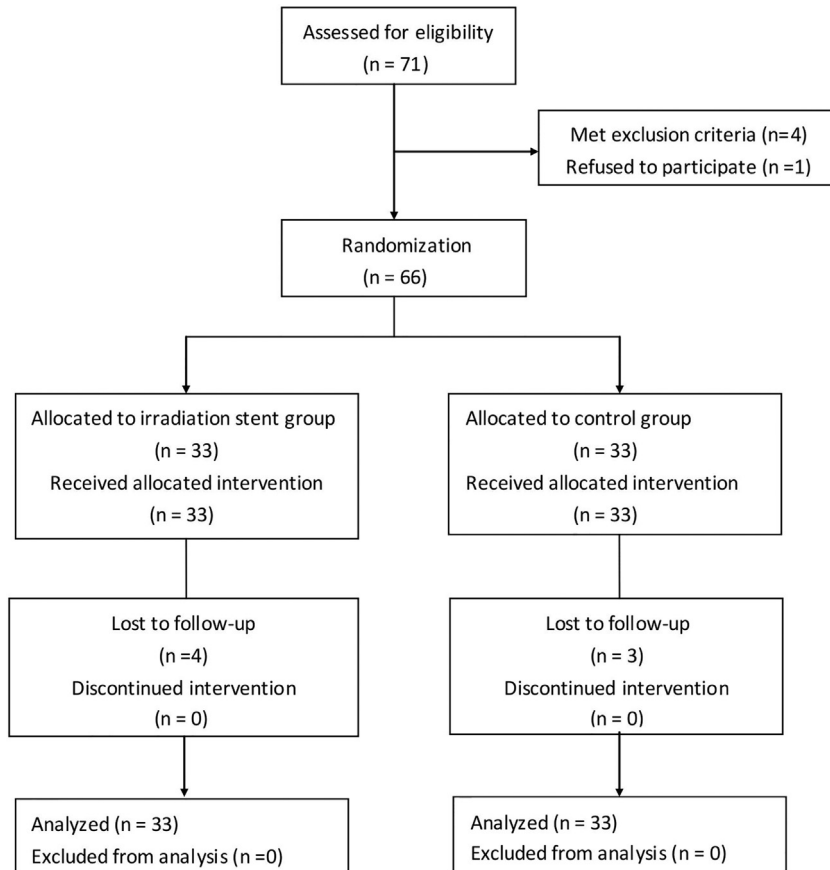 Assessed for eligibility
(n = 71)
Met exclusion criteria (n=4)
Refused to participate (n =1)
Randomization
(n = 66)
Allocated to irradiation stent group
(n = 33)
Received allocated intervention
(n = 33)
Allocated to control group
(n = 33)
Received allocated intervention
(n = 33)
Lost to follow-up
(n =4)
Discontinued intervention
(n = 0)
Lost to follow-up
(n = 3)
Discontinued intervention
(n = 0)
Analyzed (n = 33)
Excluded from analysis (n =0)
Analyzed (n = 33)
Excluded from analysis (n = 0)